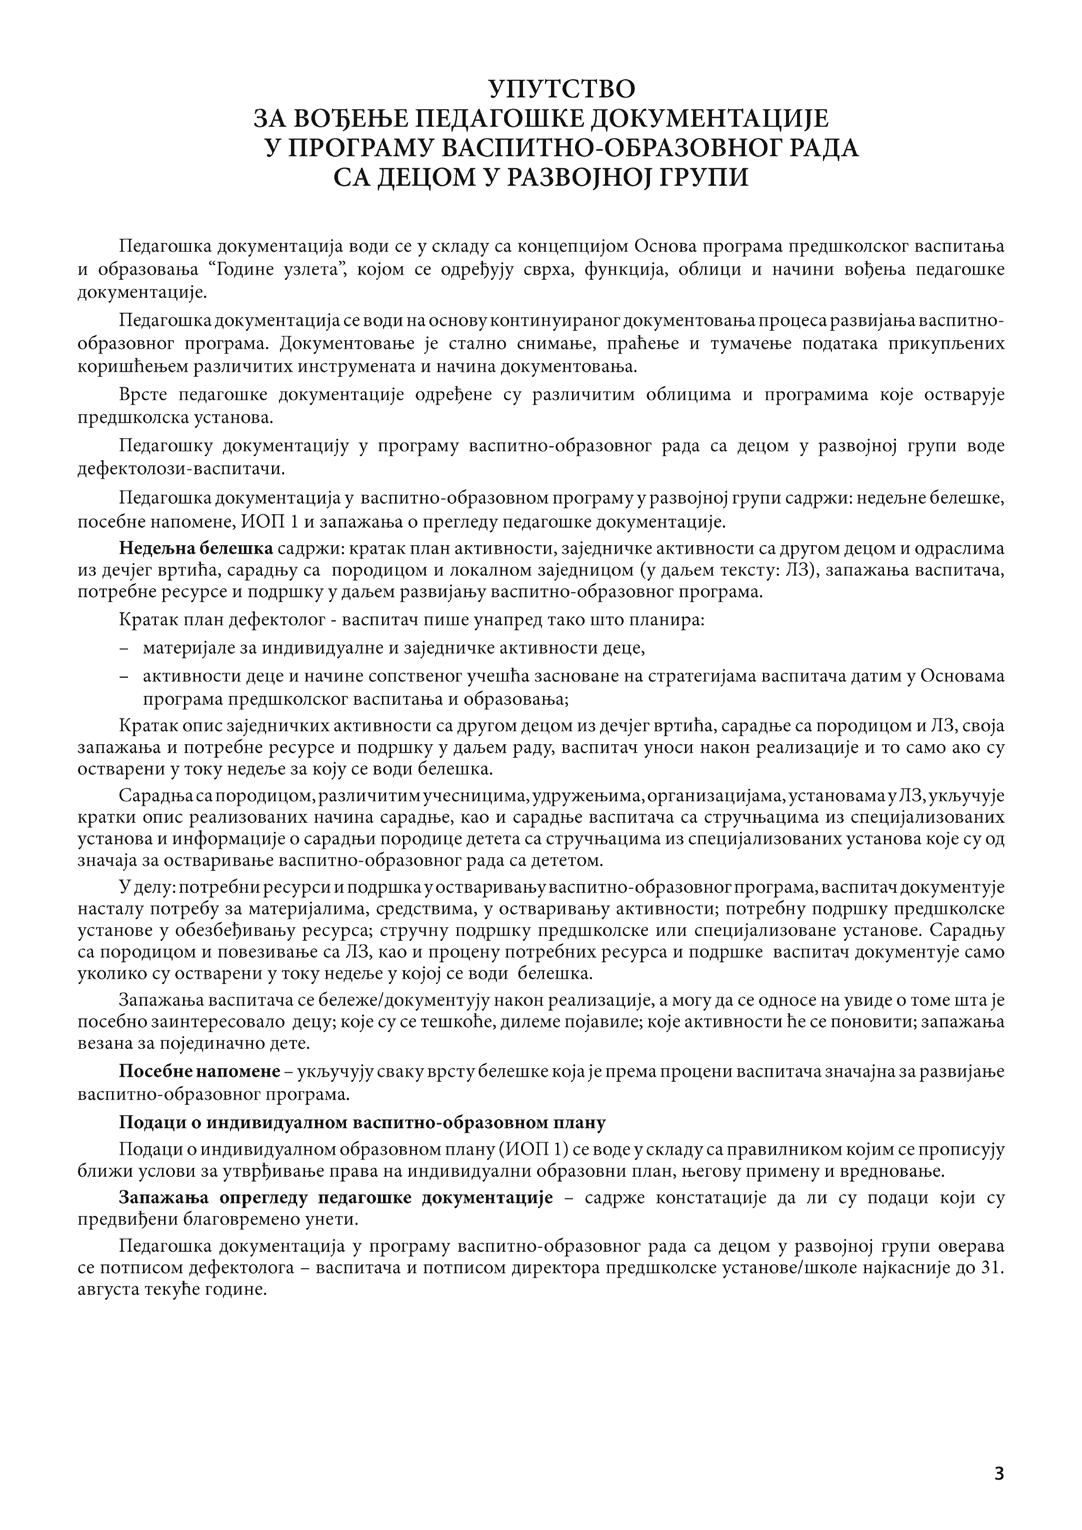 УПУТСТВО
ЗА ВОЂЕЊЕ ПЕДАГОШКЕ ДОКУМЕНТАЦИЈЕ
У ПРОГРАМУ ВАСПИТНО-ОБРАЗОВНОГ РАДА
СА ДЕЦОМ У РАЗВОЈНОЈ ГРУПИ
Педагошка документација води се у складу са концепцијом Основа програма предшколског васпитања
и образовања “Године узлета”, којом се одређују сврха, функција, облици и начини вођења педагошке
документације.
Педагошка документација се води на основу континуираног документовања процеса развијања васпитно-
образовног програма. Документовање је стално снимање, праћење и тумачење података прикупљених
коришћењем различитих инструмената и начина документовања.
Врсте педагошке документације одређене су различитим облицима и програмима које остварује
предшколска установа.
Педагошку документацију у програму васпитно-образовног рада са децом у развојној групи воде
дефектолози-васпитачи.
Педагошка документација у васпитно-образовном програму у развојној групи садржи: недељне белешке,
посебне напомене, ИОП 1 и запажања о прегледу педагошке документације.
Недељна белешка садржи: кратак план активности, заједничке активности са другом децом и одраслима
из дечјег вртића, сарадњу са породицом и локалном заједницом (у даљем тексту: ЛЗ), запажања васпитача,
потребне ресурсе и подршку у даљем развијању васпитно-образовног програма.
Кратак план дефектолог - васпитач пише унапред тако што планира:
– материјале за индивидуалне и заједничке активности деце,
– активности деце и начине сопственог учешћа засноване на стратегијама васпитача датим у Основама
програма предшколског васпитања и образовања;
Кратак опис заједничких активности са другом децом из дечјег вртића, сарадње са породицом и ЛЗ, своја
запажања и потребне ресурсе и подршку у даљем раду, васпитач уноси након реализације и то само ако су
остварени у току недеље за коју се води белешка.
Сарадња са породицом, различитим учесницима, удружењима, организацијама, установама у ЛЗ, укључује
кратки опис реализованих начина сарадње, као и сарадње васпитача са стручњацима из специјализованих
установа и информације о сарадњи породице детета са стручњацима из специјализованих установа које су од
значаја за остваривање васпитно-образовног рада са дететом.
У делу: потребни ресурси и подршка у остваривању васпитно-образовног програма, васпитач документује
насталу потребу за материјалима, средствима, у остваривању активности; потребну подршку предшколске
установе у обезбеђивању ресурса; стручну подршку предшколске или специјализоване установе. Сарадњу
са породицом и повезивање са ЛЗ, као и процену потребних ресурса и подршке васпитач документује само
уколико су остварени у току недеље у којој се води белешка.
Запажања васпитача се бележе/документују након реализације, а могу да се односе на увиде о томе шта је
посебно заинтересовало децу; које су се тешкоће, дилеме појавиле; које активности ће се поновити; запажања
везана за појединачно дете.
Посебне напомене – укључују сваку врсту белешке која је према процени васпитача значајна за развијање
васпитно-образовног програма.
Подаци о индивидуалном васпитно-образовном плану
Подаци о индивидуалном образовном плану (ИОП 1) се воде у складу са правилником којим се прописују
ближи услови за утврђивање права на индивидуални образовни план, његову примену и вредновање.
Запажања опрегледу педагошке документације – садрже констатације да ли су подаци који су
предвиђени благовремено унети.
Педагошка документација у програму васпитно-образовног рада са децом у развојној групи оверава
се потписом дефектолога – васпитача и потписом директора предшколске установе/школе најкасније до 31.
августа текуће године.
3